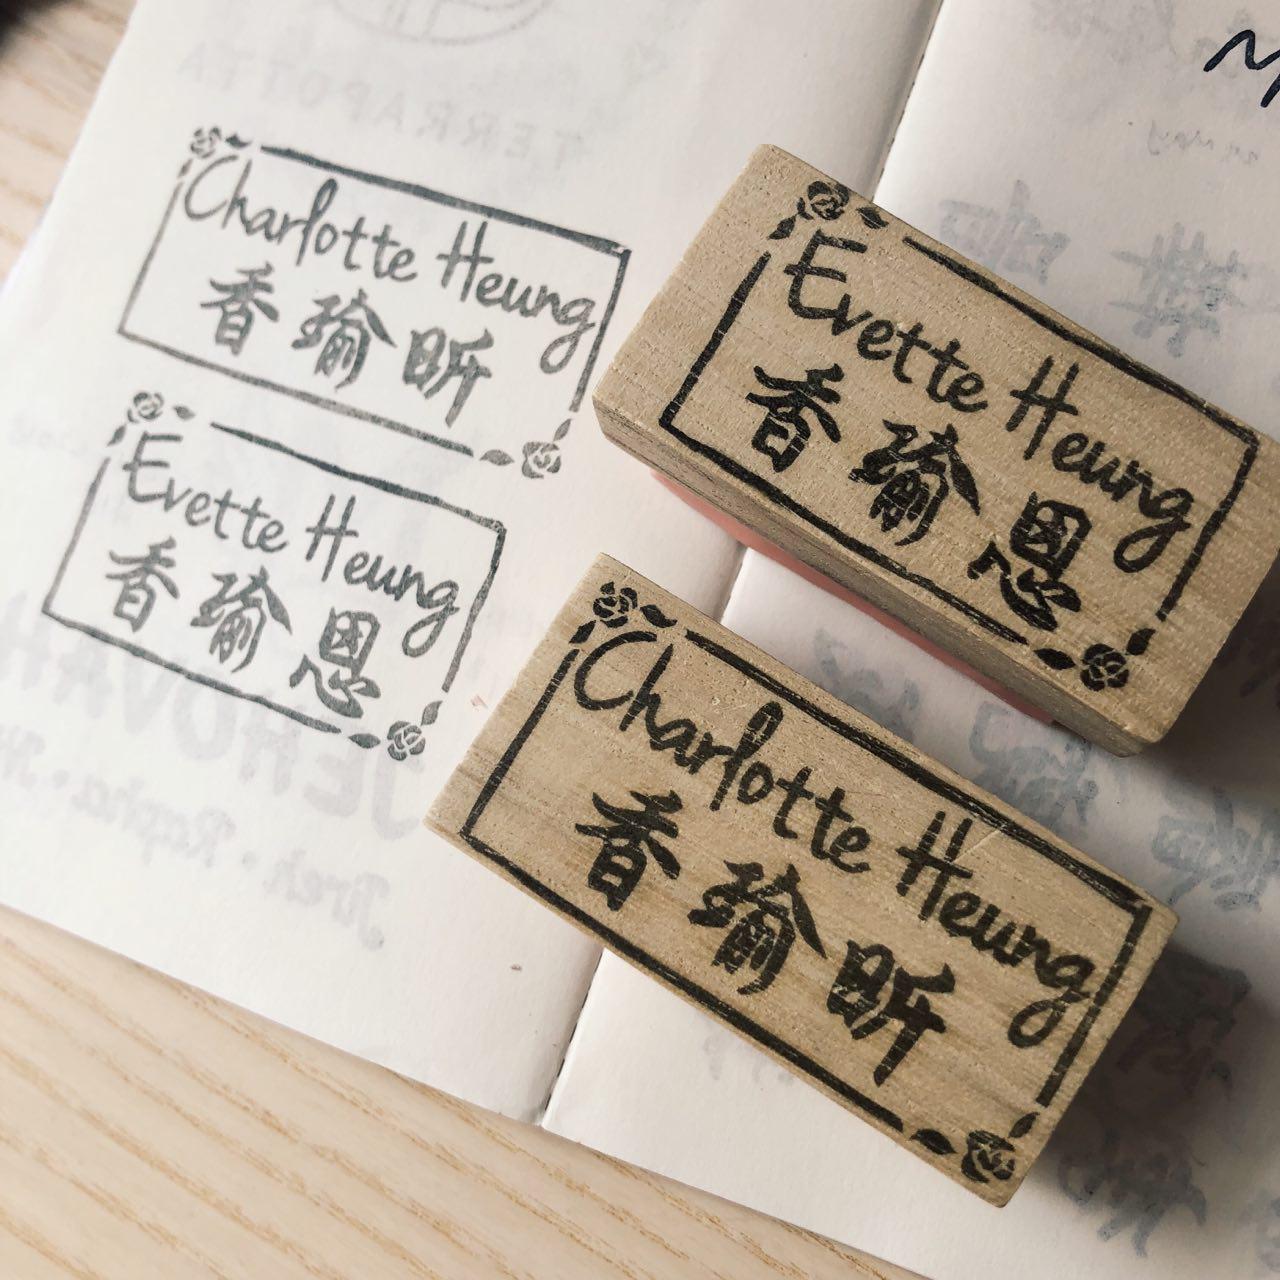 Charlotte Heung
香瑜昕
Evette Heung
香瑜恩
Evette Heung
香瑜恩
Charlotte Heung
香瑜昕
TERRAPOTTA
JEHOVAH
Jireh • Rapha •